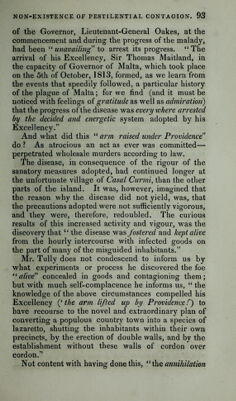 NON-EXISTENCE OF PESTILENTIAL CONTAGION. 93
of the Governor, Lieutenant-General Oakes, at the
commencement and during the progress of the malady,
had been "unavailing" to arrest its progress. "The
arrival of his Excellency, Sir Thomas Maitland, in
the capacity of Governor of Malta, which took place
on the 5th of October, 1813, formed, as we learn from
the events that speedily followed, a particular history
of the plague of Malta; for we find (and it must be
noticed with feelings of gratitude as well as admiration)
that the progress of the disease was every where arrested
by the decided and energetic system adopted by his
Excellency."
And what did this "arm raised under Providence"
do? As atrocious an act as ever was committed—
perpetrated wholesale murders according to law.
The disease, in consequence of the rigour of the
sanatory measures adopted, had continued longer at
the unfortunate village of Casal Curmi, than the other
parts of the island. It was, however, imagined that
the reason why the disease did not yield, was, that
the precautions adopted were not sufficiently vigorous,
and they were, therefore, redoubled. The curious
results of this increased activity and vigour, was the
discovery that "the disease was fostered and kept alive
from the hourly intercourse with infected goods on
the part of many of the misguided inhabitants."
Mr. Tully does not condescend to inform us by
what experiments or process he discovered the foe
"alive" concealed in goods and contagioning them;
but with much self-complacence he informs us, "the
knowledge of the above circumstances compelled his
Excellency ('the arm lifted up by Providence!') to
have recourse to the novel and extraordinary plan of
converting a populous country town into a species of
lazaretto, shutting the inhabitants within their own
precincts, by the erection of double walls, and by the
establishment without these walls of cordon over
cordon."
Not content with having done this, "the annihilation